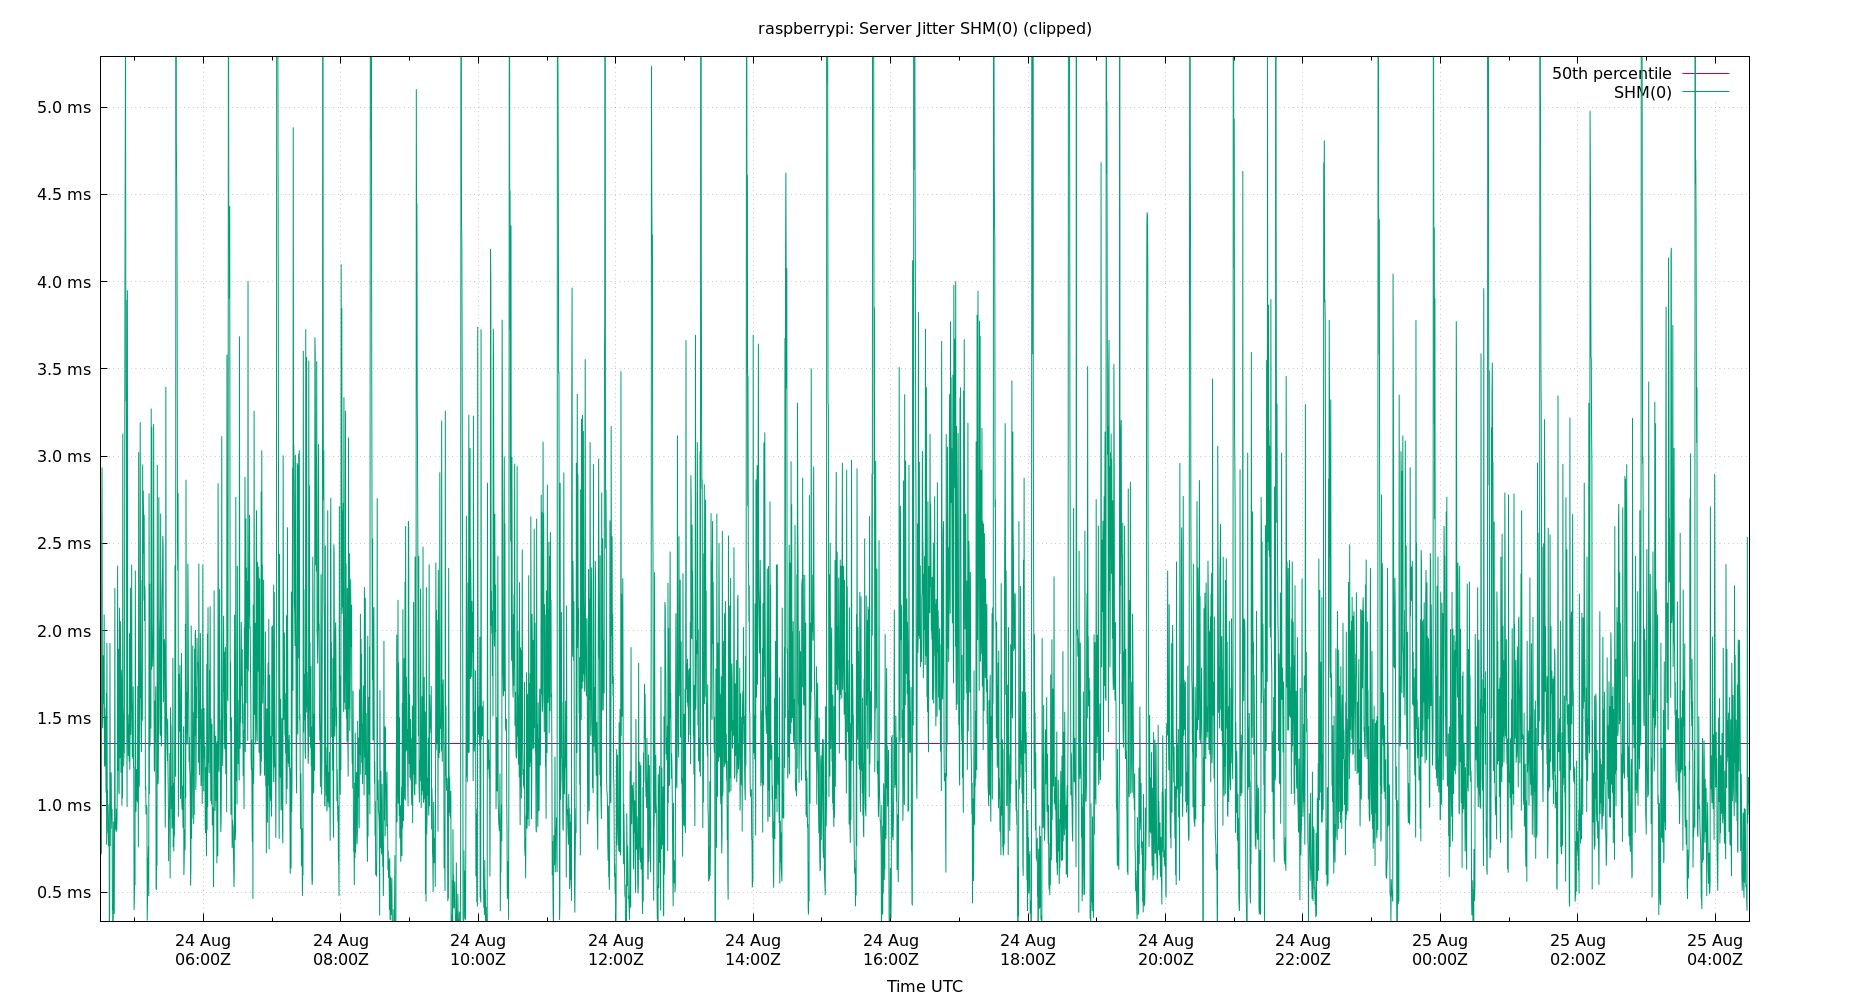 raspberrypi: Server Jitter SHM(0) (clipped)
50th percentile
SHM(0)
5.0 ms
4.5 ms
4.0 ms
3.5 ms
3.0 ms
2.5 ms
2.0 ms
1.5 ms
1.0 ms
0.5 ms
24 Aug 24 Aug 24 Aug 24 Aug 24 Aug 24 Aug 24 Aug 24 Aug 24 Aug 25 Aug 25 Aug 25 Aug
06:00Z 08:00Z 10:00Z 12:00Z 14:00Z 16:00Z 18:00Z 20:00Z 22:00Z 00:00Z 02:00Z 04:00Z
Time UTC